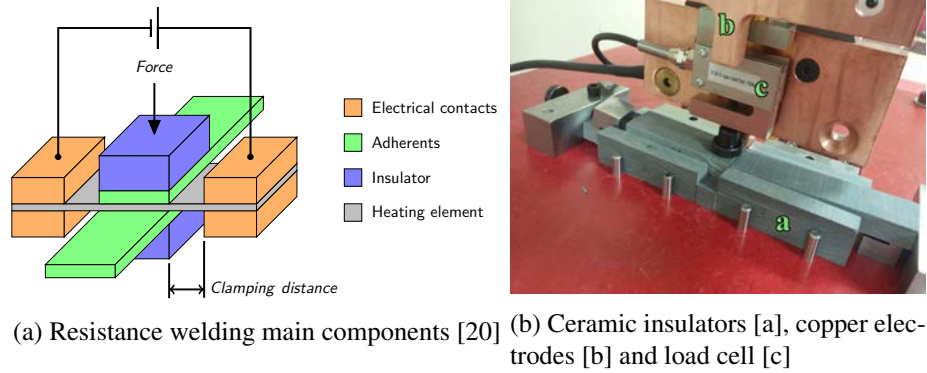 Force
Electrical contacts
Adherents
Insulator
Heating element
Clamping distance
b
c
a
(a) Resistance welding main components [20]
(b) Ceramic insulators [a], copper elec-
trodes [b] and load cell [c]